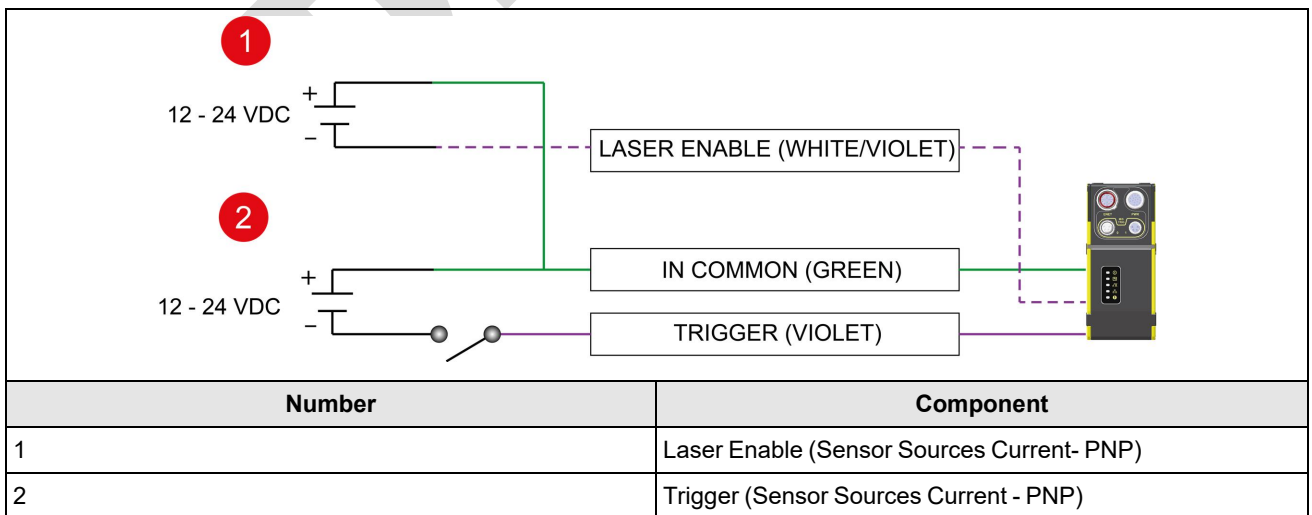 1
+
12 - 24 VDC
−
LASER ENABLE (WHITE/VIOLET)
2
+
IN COMMON (GREEN)
12 - 24 VDC
−
TRIGGER (VIOLET)
Number Component
1 Laser Enable (Sensor Sources Current- PNP)
2 Trigger (Sensor Sources Current - PNP)